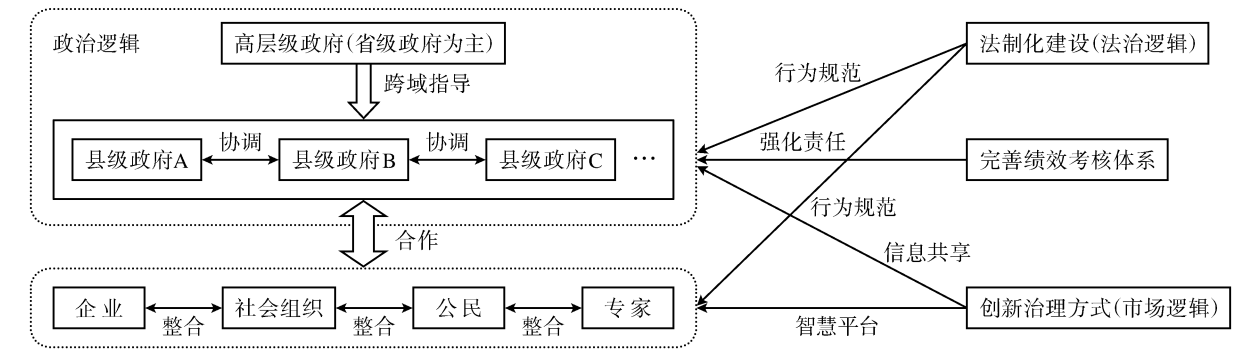 政治逻辑
高层级政府(省级政府为主)
跨域指导
县级政府A
协调
县级政府B
协调
县级政府C
…
合作
企业
整合
社会组织
整合
公民
整合
专家
行为规范
强化责任
行为规范
信息共享
智慧平台
法制化建设(法治逻辑)
完善绩效考核体系
创新治理方式(市场逻辑)